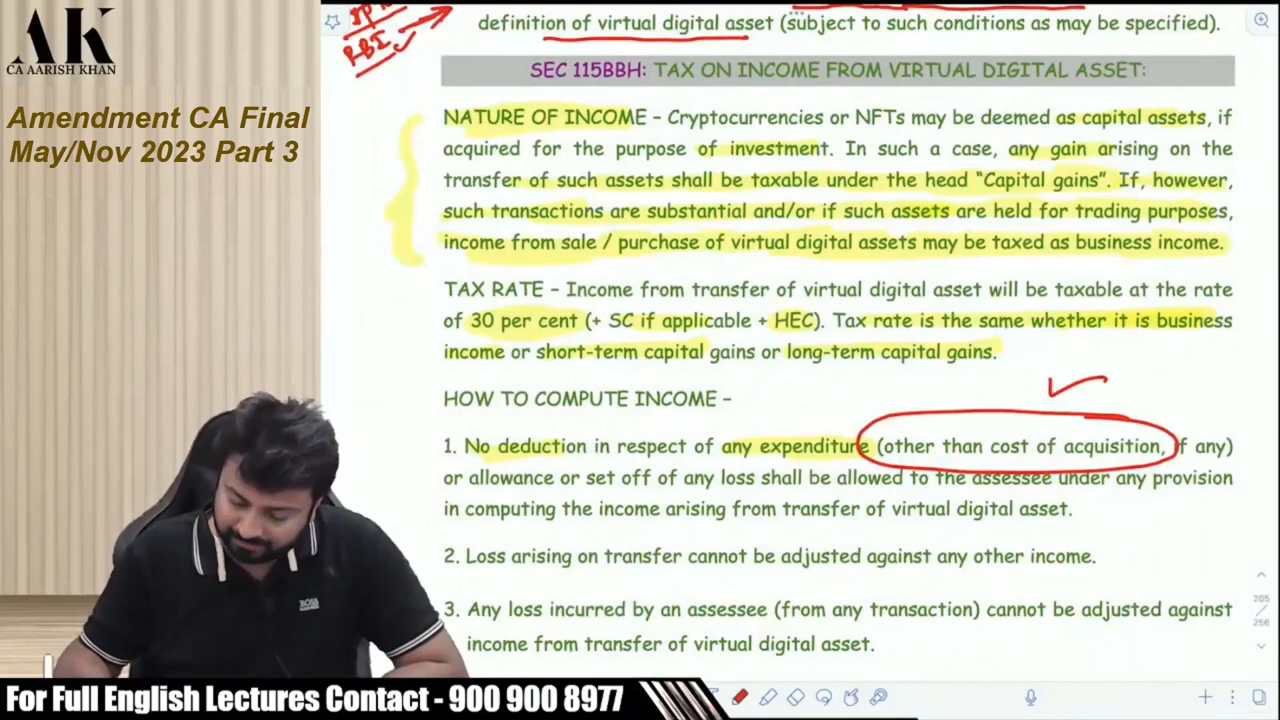 AK
CA AARISH KHAN
Amendment CA Final
May/Nov 2023 Part 3
RBI
definition of virtual digital asset (subject to such conditions as may be specified).
SEC 115BBH: TAX ON INCOME FROM VIRTUAL DIGITAL ASSET:
NATURE OF INCOME – Cryptocurrencies or NFTs may be deemed as capital assets, if
acquired for the purpose of investment. In such a case, any gain arising on the
transfer of such assets shall be taxable under the head “Capital gains”. If, however,
such transactions are substantial and/or if such assets are held for trading purposes,
income from sale / purchase of virtual digital assets may be taxed as business income.
TAX RATE – Income from transfer of virtual digital asset will be taxable at the rate
of 30 per cent (+ SC if applicable + HEC). Tax rate is the same whether it is business
income or short-term capital gains or long-term capital gains.
HOW TO COMPUTE INCOME –
1. No deduction in respect of any expenditure (other than cost of acquisition, if any)
or allowance or set off of any loss shall be allowed to the assessee under any provision
in computing the income arising from transfer of virtual digital asset.
2. Loss arising on transfer cannot be adjusted against any other income.
3. Any loss incurred by an assessee (from any transaction) cannot be adjusted against
income from transfer of virtual digital asset.
205
/
256
BOSS
For Full English Lectures Contact - 900 900 8977